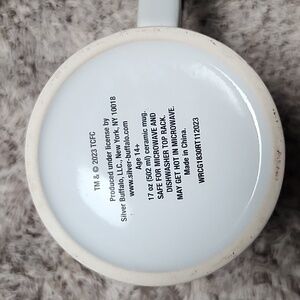 TM & © 2023 TCFC
Produced under license by
Silver Buffalo, LLC., New York, NY 10018
www.silver-buffalo.com
Age 14+
17 oz (502 ml) ceramic mug.
SAFE FOR MICROWAVE AND
DISHWASHER TOP RACK.
MAY GET HOT IN MICROWAVE.
Made in China.
WRCG1830RT112023